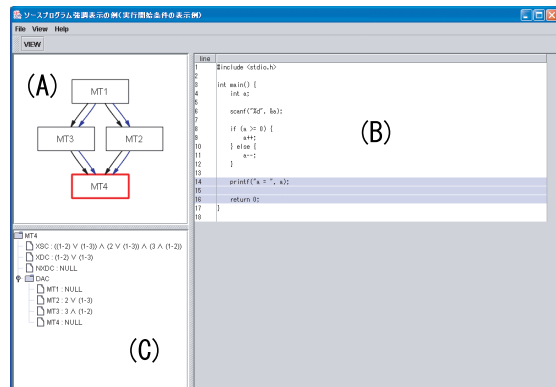 ソースプログラム強調表示の例(実行開始条件の表示例)
File View Help
VIEW
(A)
MT1
MT3
MT2
MT4
MT4
XSC : ((1-2) ∨ (1-3)) ∧ (2 ∨ (1-3)) ∧ (3 ∧ (1-2))
XDC : (1-2) ∨ (1-3)
NXDC : NULL
DAC
MT1 : NULL
MT2 : 2 ∨ (1-3)
MT3 : 3 ∧ (1-2)
MT4 : NULL
(C)
line
1 #include <stdio.h>
2
3 int main() {
4 int a;
5
6 scanf("%d", &a);
7
8 if (a >= 0) {
9 a++;
10 } else {
11 a--;
12 }
13
14 printf("a = ", a);
15
16 return 0;
17 }
18
(B)